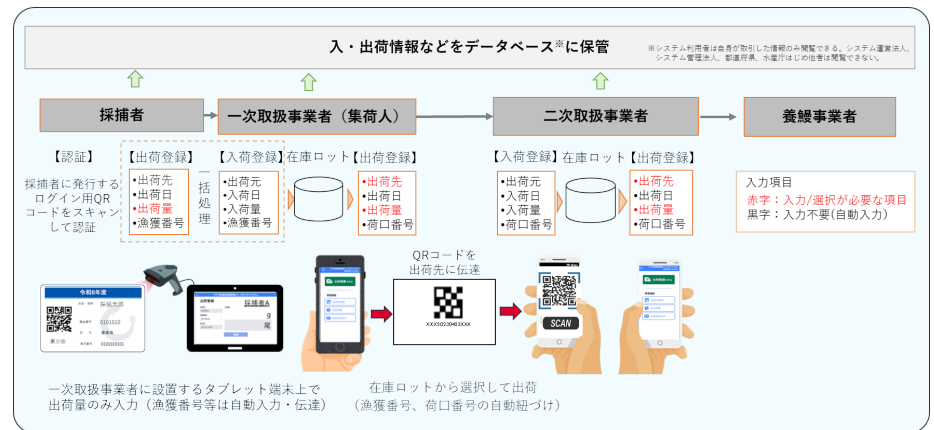 入・出荷情報などをデータベース※に保管
※システム利用者は自身が取引した情報のみ閲覧できる。システム運営法人、
システム管理法人、都道府県、水産庁はじめ他者は閲覧できない。
採捕者
一次取扱事業者（集荷人）
二次取扱事業者
養鰻事業者
【認証】
採捕者に発行する
ログイン用QR
コードをスキャン
して認証
【出荷登録】
•出荷先
•出荷日
•出荷量
•漁獲番号
一括処理
【入荷登録】
•出荷元
•入荷日
•入荷量
•漁獲番号
在庫ロット
【出荷登録】
•出荷先
•出荷日
•出荷量
•荷口番号
【入荷登録】
•出荷元
•入荷日
•入荷量
•荷口番号
在庫ロット
【出荷登録】
•出荷先
•出荷日
•出荷量
•荷口番号
入力項目
赤字：入力/選択が必要な項目
黒字：入力不要(自動入力)
QRコードを
出荷先に伝達
令和8年度
採捕太郎
0101010
東京都
出荷登録
採捕者A
g
尾
SCAN
一次取扱事業者に設置するタブレット端末上で
出荷量のみ入力（漁獲番号等は自動入力・伝達）
在庫ロットから選択して出荷
（漁獲番号、荷口番号の自動紐づけ）